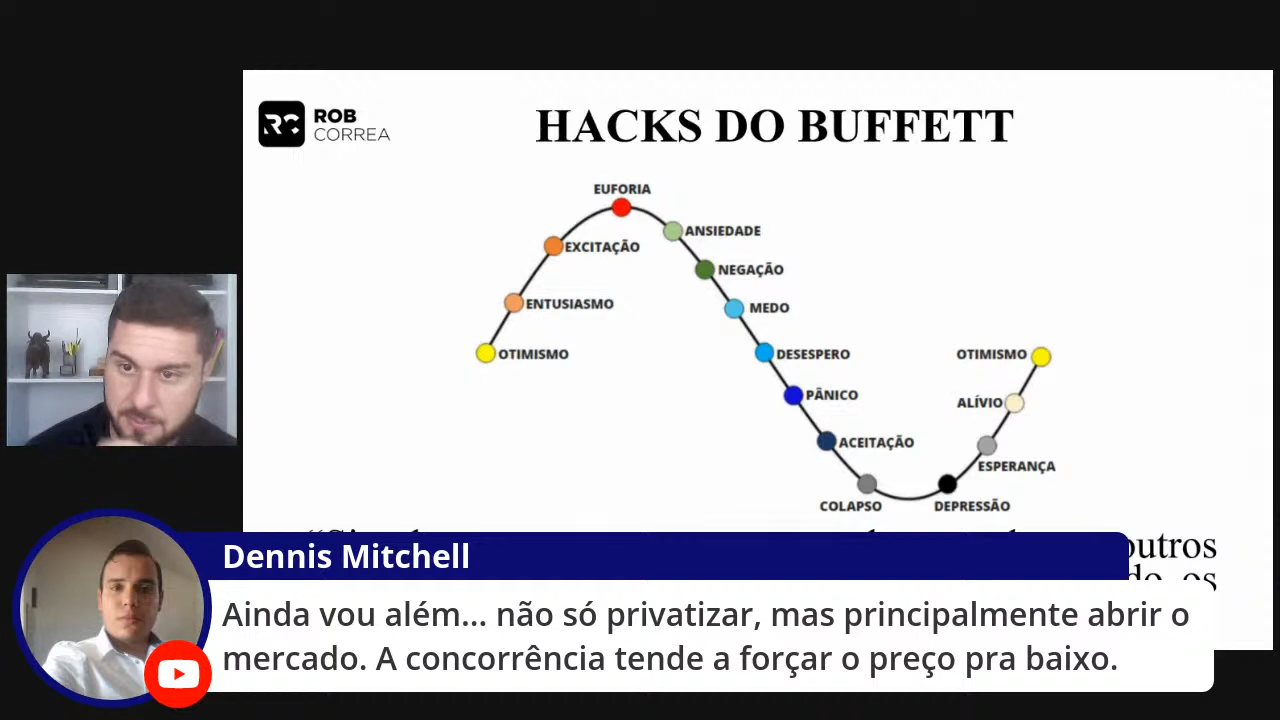 ROB
CORREA
HACKS DO BUFFETT
EUFORIA
ANSIEDADE
EXCITAÇÃO
NEGAÇÃO
ENTUSIASMO
MEDO
OTIMISMO
DESESPERO
OTIMISMO
PÂNICO
ALÍVIO
ACEITAÇÃO
ESPERANÇA
COLAPSO
DEPRESSÃO
outros
os
Dennis Mitchell
Ainda vou além... não só privatizar, mas principalmente abrir o
mercado. A concorrência tende a forçar o preço pra baixo.